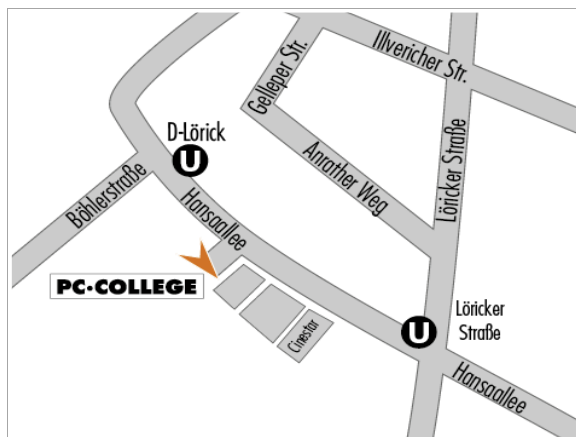 Gelleper Str.
Illvericher Str.
D-Lörick
U
Anrather Weg
Löricker Straße
Böhlerstraße
Hansaallee
PC-COLLEGE
Cinestar
U
Löricker
Straße
Hansaallee